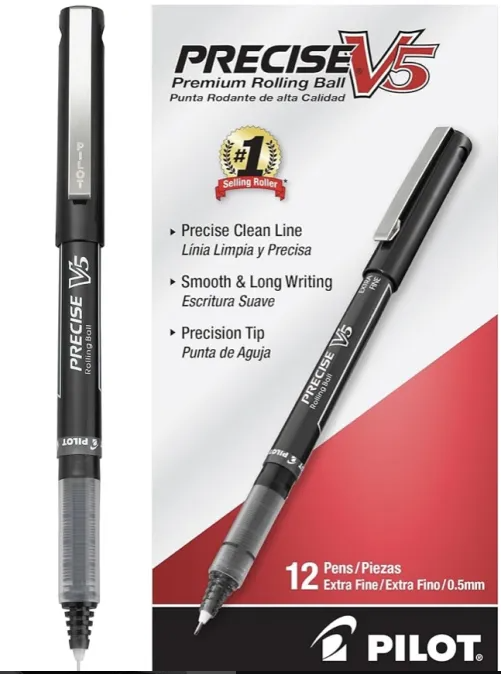 PILOT
PRECISE V5
Rolling Ball
PILOT
PRECISE V5
Premium Rolling Ball
Punta Rodante de alta Calidad
#1
Selling Roller*
Precise Clean Line
Línia Limpia y Precisa
Smooth & Long Writing
Escritura Suave
Precision Tip
Punta de Aguja
EXTRA
FINE
PRECISE V5
Rolling Ball
PILOT
12 Pens/Piezas
Extra Fine/Extra Fino/0.5mm
PILOT®